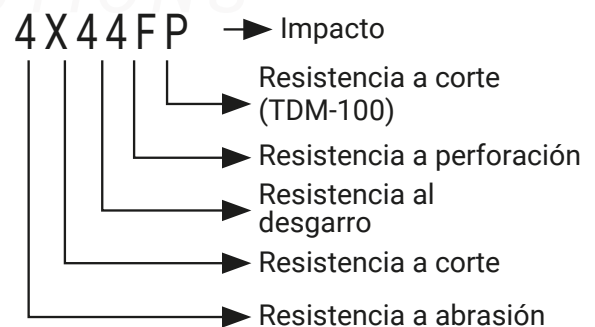 4X44FP
Impacto
Resistencia a corte
(TDM-100)
Resistencia a perforación
Resistencia al
desgarro
Resistencia a corte
Resistencia a abrasión